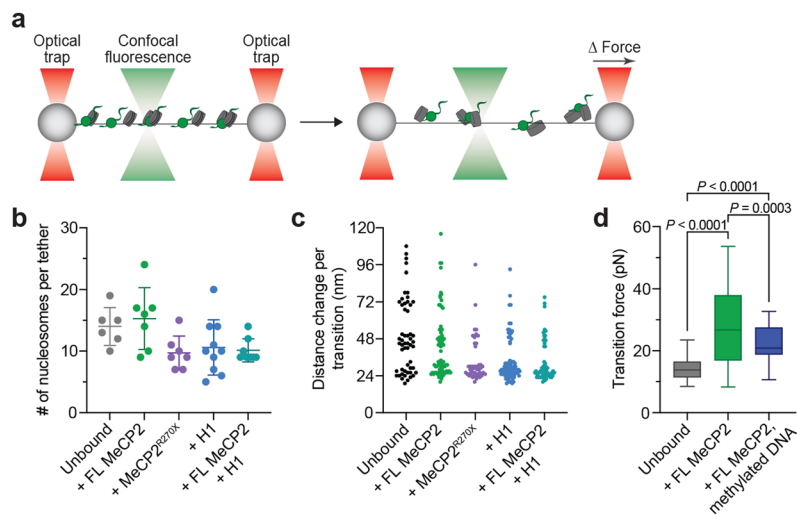 a
Optical
trap
Confocal
fluorescence
Optical
trap
Δ Force
b
# of nucleosomes per tether
30
20
10
0
Unbound
+ FL MeCP2
+ MeCP2R270X
+ H1
+ FL MeCP2
+ H1
c
Distance change per
transition (nm)
120
96
72
48
24
0
Unbound
+ FL MeCP2
+ MeCP2R270X
+ H1
+ FL MeCP2
+ H1
d
P < 0.0001
P < 0.0001
P = 0.0003
Transition force (pN)
60
40
20
0
Unbound
+ FL MeCP2
+ FL MeCP2,
methylated DNA